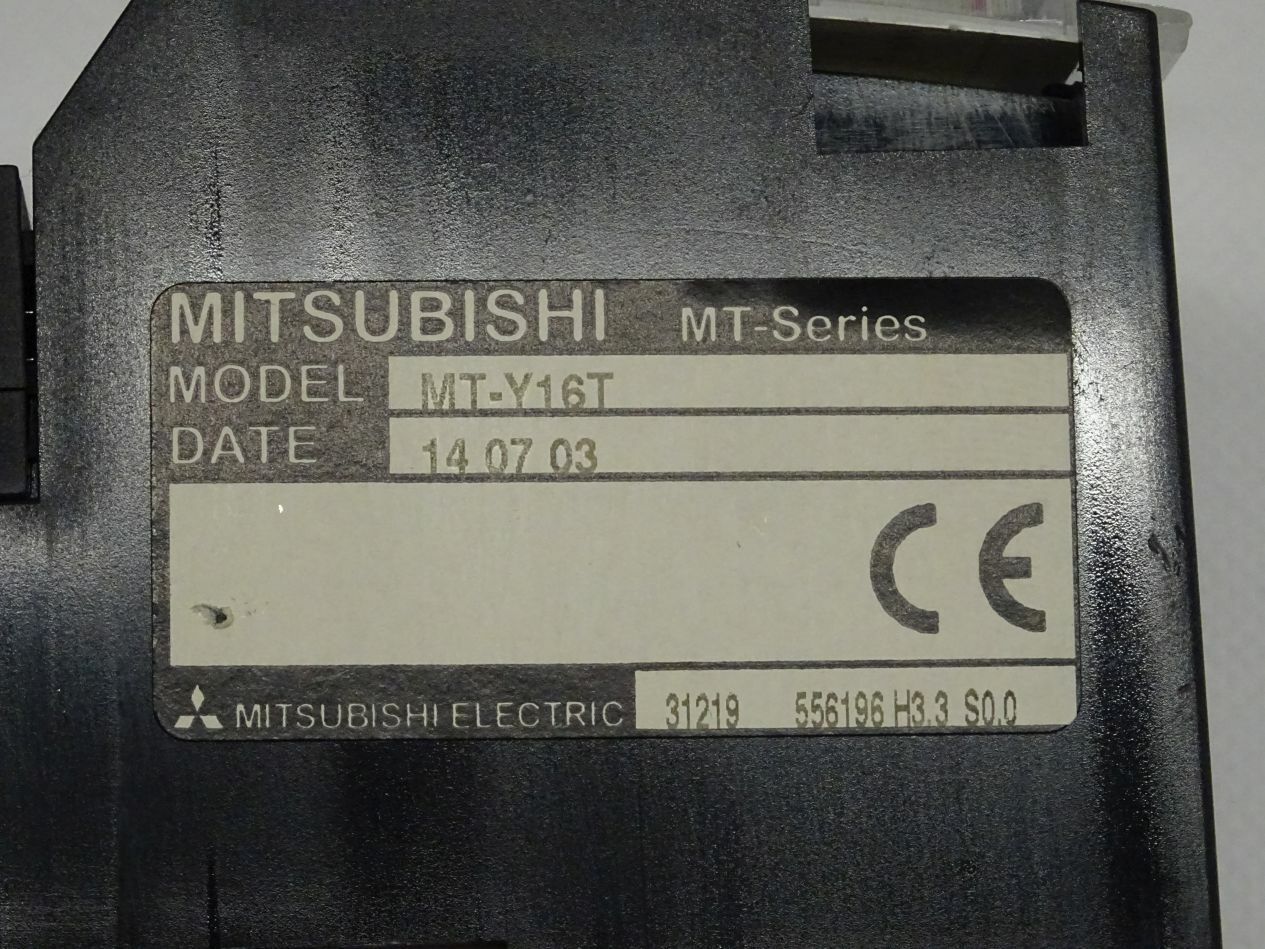 MITSUBISHI MT-Series
MODEL MT-Y16T
DATE 14 07 03
CE
MITSUBISHI ELECTRIC 31219 556196 H3.3 S0.0